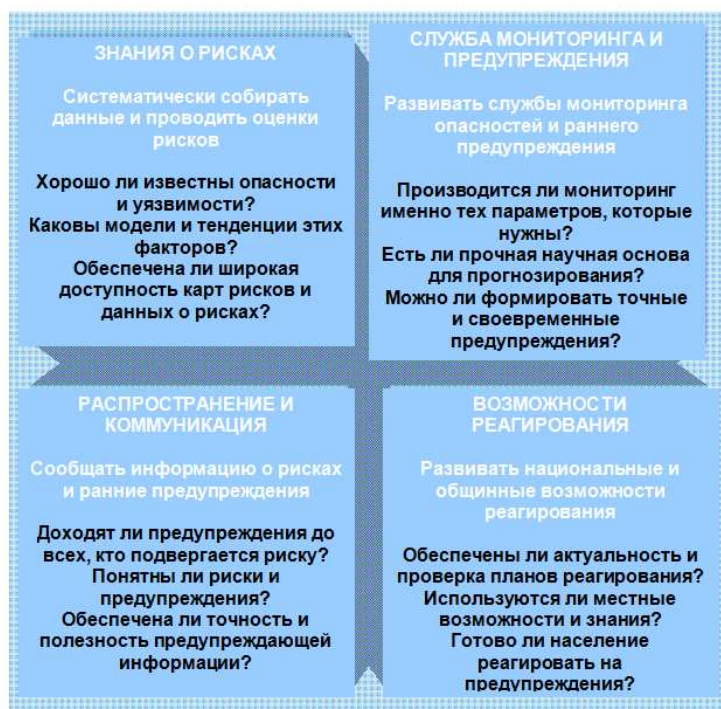 ЗНАНИЯ О РИСКАХ
Систематически собирать
данные и проводить оценки
рисков
Хорошо ли известны опасности
и уязвимости?
Каковы модели и тенденции этих
факторов?
Обеспечена ли широкая
доступность карт рисков и
данных о рисках?
СЛУЖБА МОНИТОРИНГА И
ПРЕДУПРЕЖДЕНИЯ
Развивать службы мониторинга
опасностей и раннего
предупреждения
Производится ли мониторинг
именно тех параметров, которые
нужны?
Есть ли прочная научная основа
для прогнозирования?
Можно ли формировать точные
и своевременные
предупреждения?
РАСПРОСТРАНЕНИЕ И
КОММУНИКАЦИЯ
Сообщать информацию о рисках
и ранние предупреждения
Доходят ли предупреждения до
всех, кто подвергается риску?
Понятны ли риски и
предупреждения?
Обеспечена ли точность и
полезность предупреждающей
информации?
ВОЗМОЖНОСТИ
РЕАГИРОВАНИЯ
Развивать национальные и
общинные возможности
реагирования
Обеспечены ли актуальность и
проверка планов реагирования?
Используются ли местные
возможности и знания?
Готово ли население
реагировать на
предупреждения?